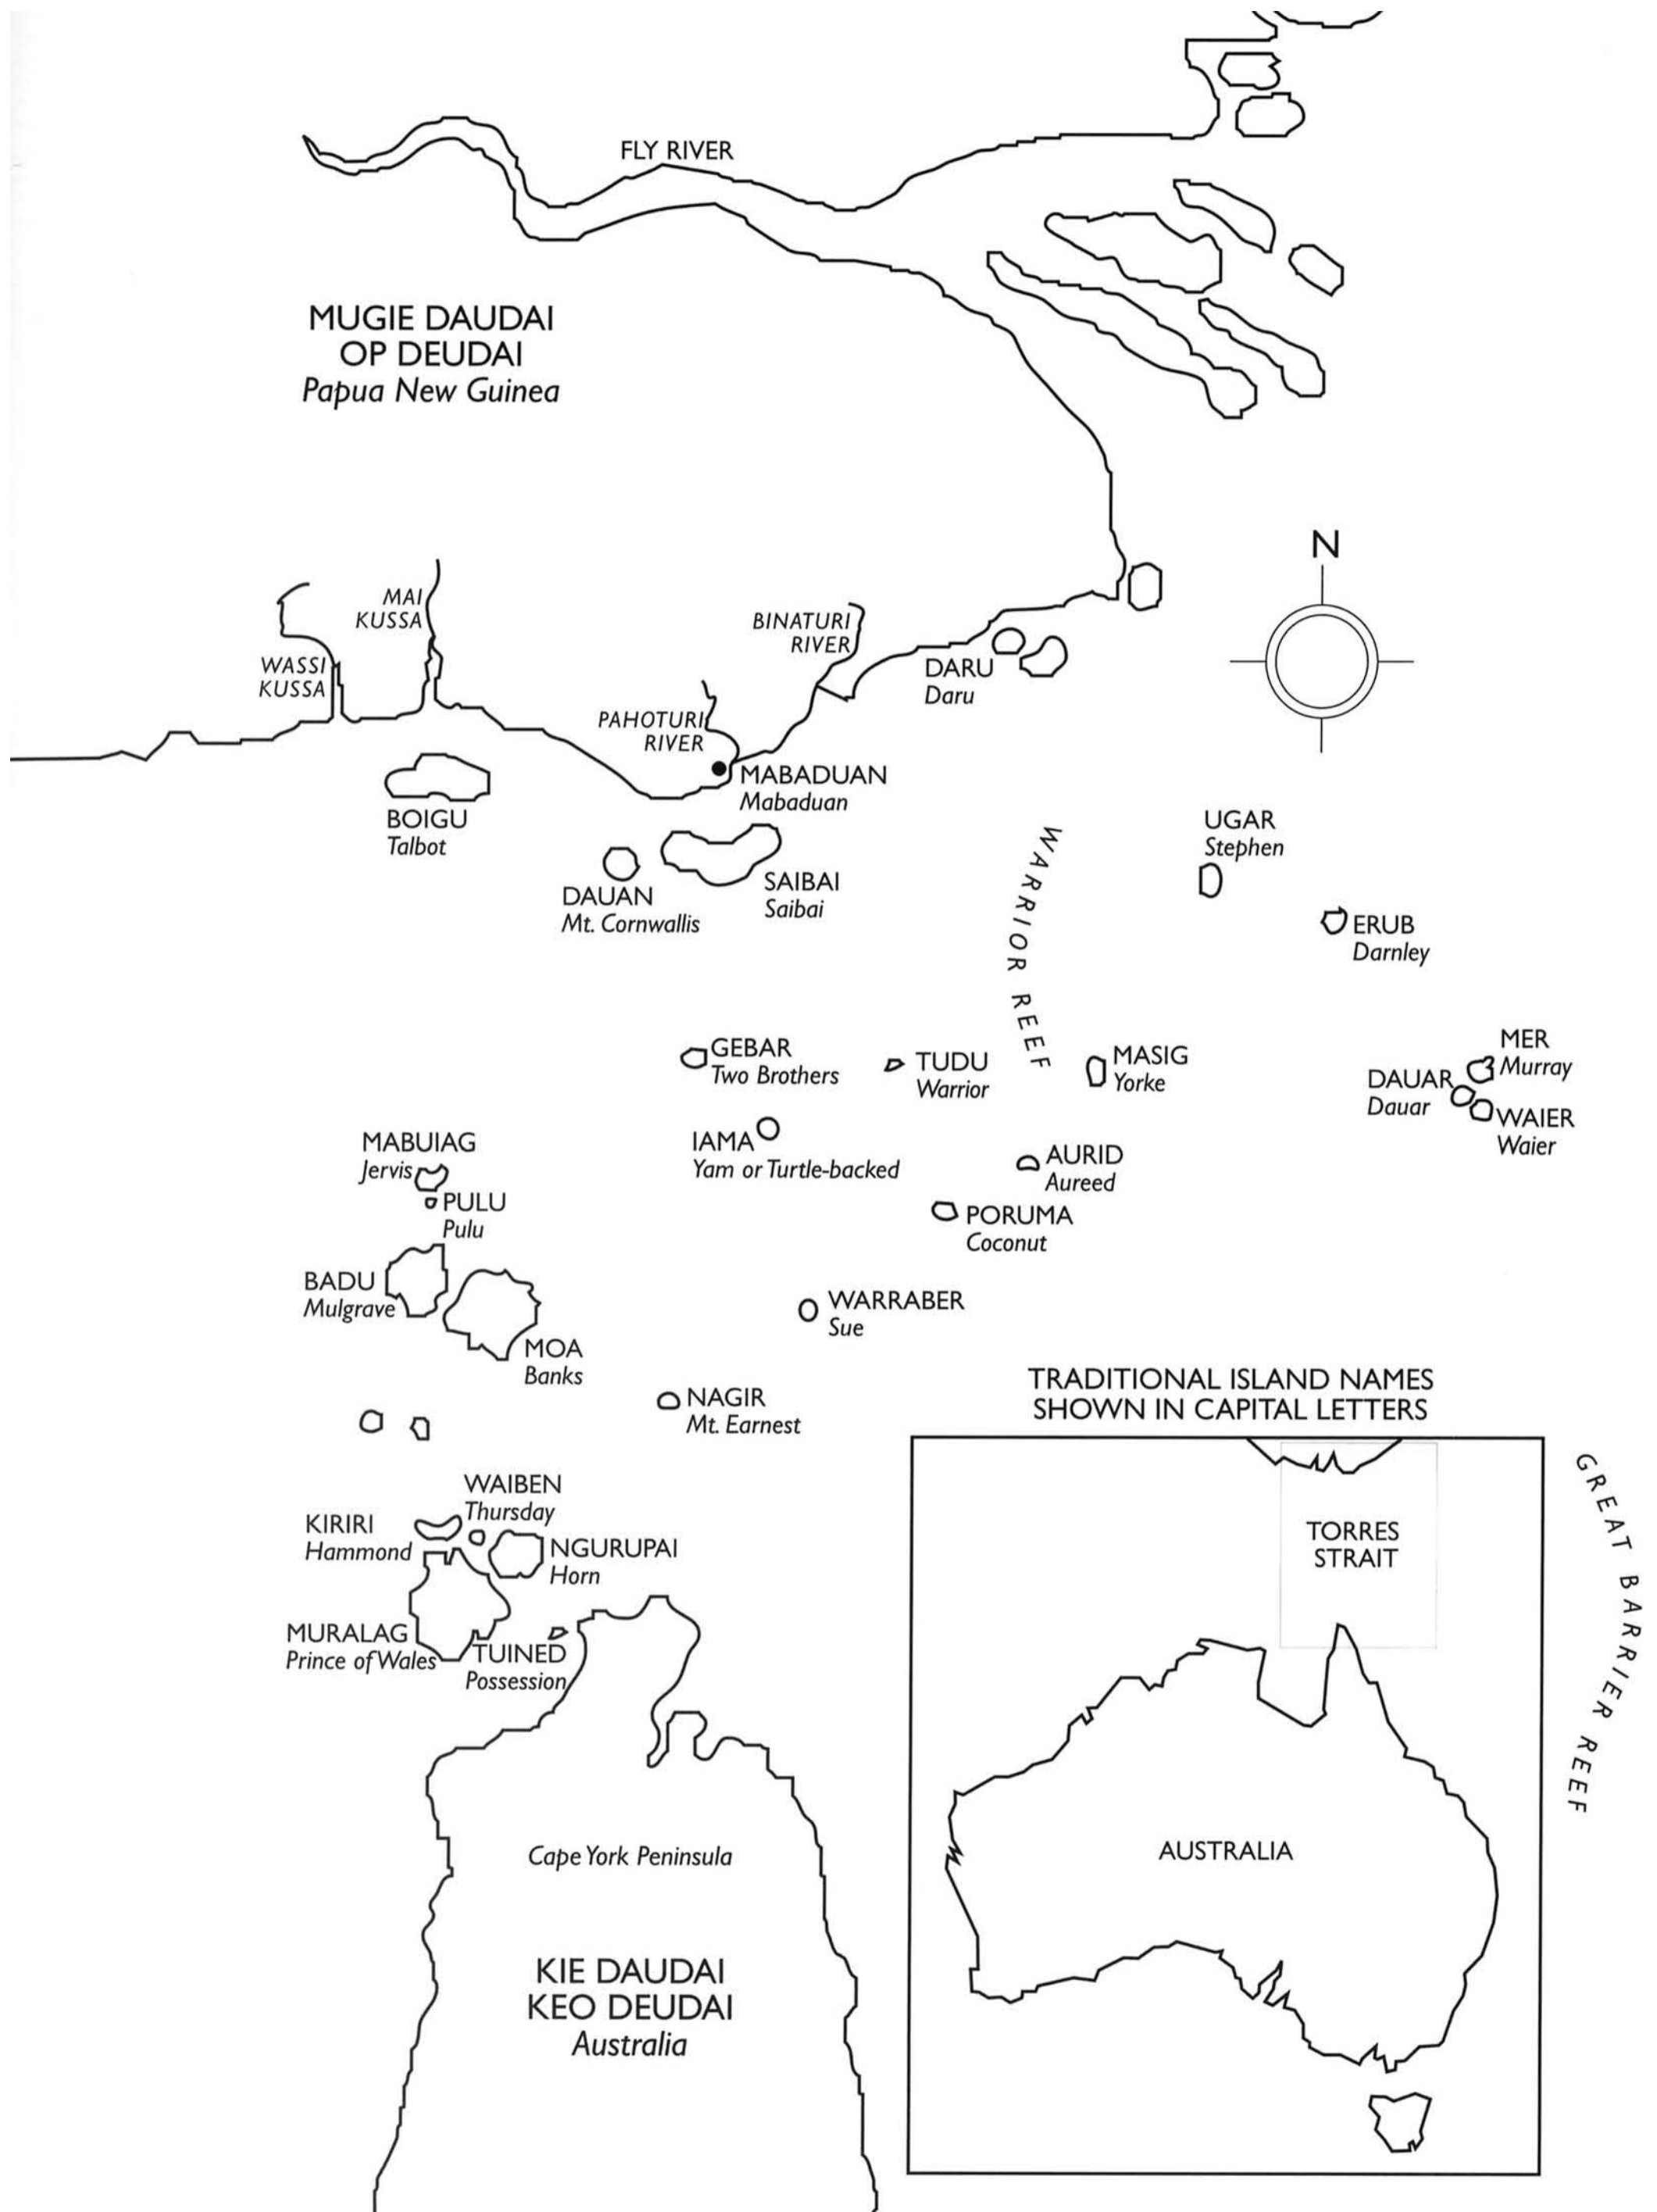 FLY RIVER
MUGIE DAUDAI
OP DEUDAI
Papua New Guinea
N
MAI
KUSSA
WASSI
KUSSA
BINATURI
RIVER
DARU
Daru
PAHOTURI
RIVER
MABADUAN
Mabaduan
BOIGU
Talbot
DAUAN
Mt. Cornwallis
SAIBAI
Saibai
WARRIOR REEF
UGAR
Stephen
ERUB
Darnley
GEBAR
Two Brothers
TUDU
Warrior
MASIG
Yorke
MER
Murray
DAUAR
Dauar
WAIER
Waier
IAMA
Yam or Turtle-backed
AURID
Aureed
PORUMA
Coconut
MABUIAG
Jervis
PULU
Pulu
BADU
Mulgrave
MOA
Banks
WARRABER
Sue
NAGIR
Mt. Earnest
WAIBEN
Thursday
KIRIRI
Hammond
NGURUPAI
Horn
MURALAG
Prince of Wales
TUINED
Possession
Cape York Peninsula
KIE DAUDAI
KEO DEUDAI
Australia
TRADITIONAL ISLAND NAMES
SHOWN IN CAPITAL LETTERS
TORRES
STRAIT
AUSTRALIA
GREAT BARRIER REEF